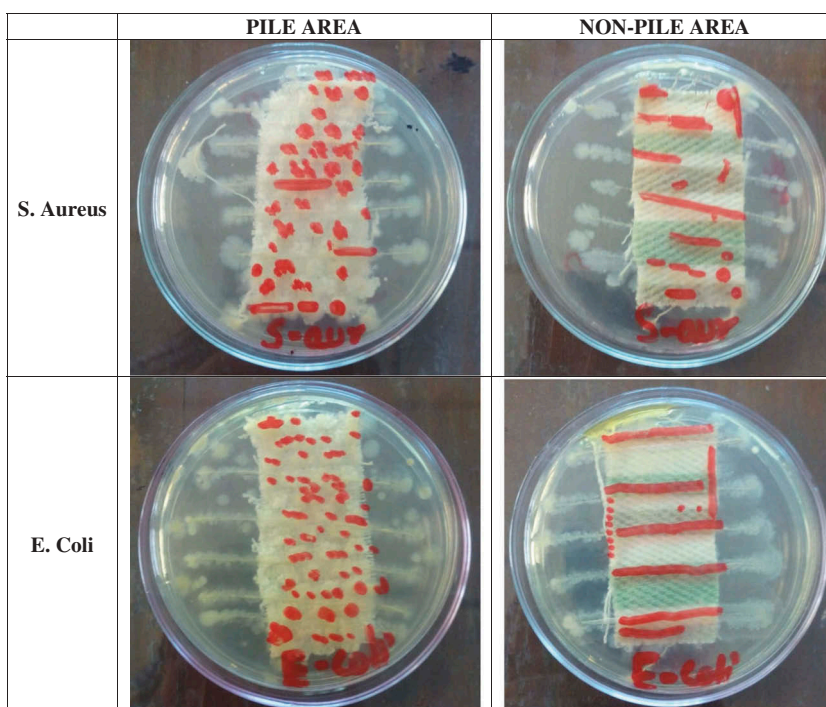 PILE AREA NON-PILE AREA
S. Aureus
S-aur S-aur
E. Coli
E-coli E-coli